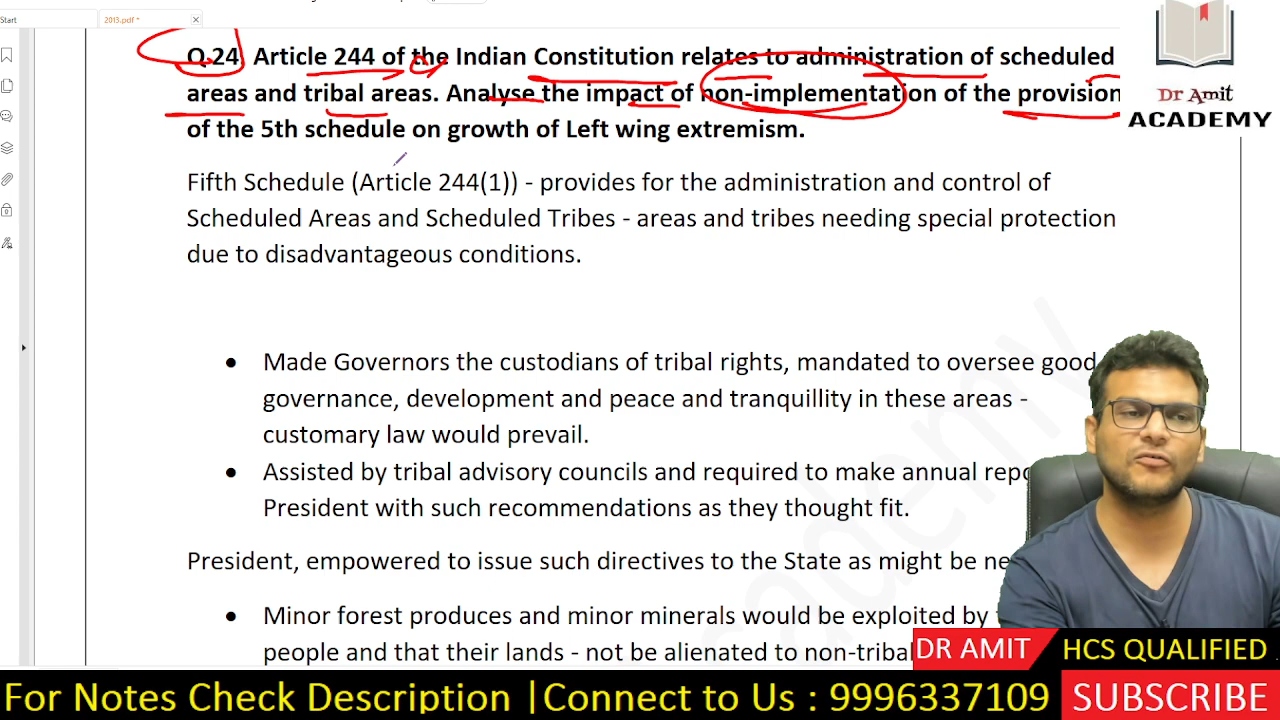 Start
2013.pdf *
Q.24 Article 244 of the Indian Constitution relates to administration of scheduled
areas and tribal areas. Analyse the impact of non-implementation of the provision
of the 5th schedule on growth of Left wing extremism.
Fifth Schedule (Article 244(1)) - provides for the administration and control of
Scheduled Areas and Scheduled Tribes - areas and tribes needing special protection
due to disadvantageous conditions.
• Made Governors the custodians of tribal rights, mandated to oversee good
governance, development and peace and tranquillity in these areas -
customary law would prevail.
• Assisted by tribal advisory councils and required to make annual
President with such recommendations as they thought fit.
President, empowered to issue such directives to the State as might be
• Minor forest produces and minor minerals would be exploited by
people and that their lands - not be alienated to
Dr Amit
ACADEMY
DR AMIT
HCS QUALIFIED
For Notes Check Description |Connect to Us : 9996337109
SUBSCRIBE